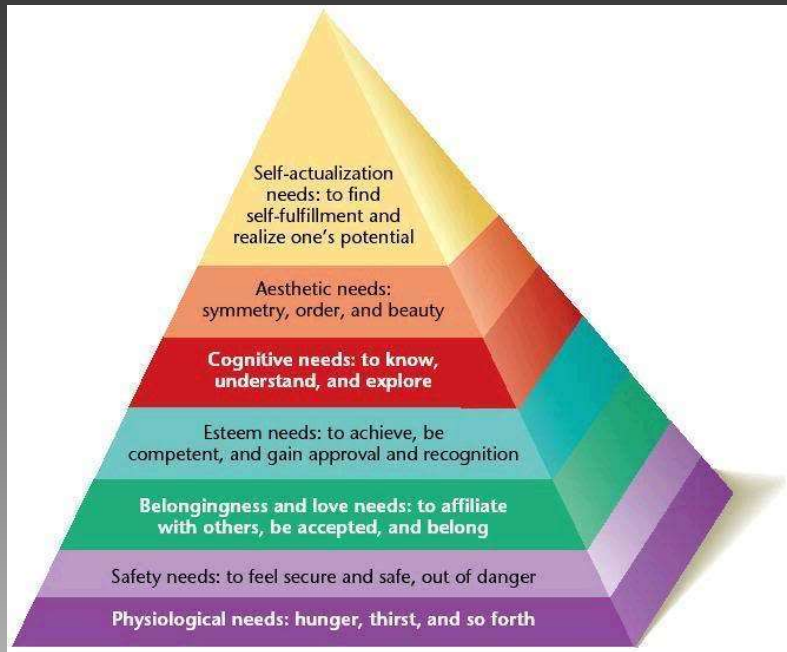 Self-actualization
needs: to find
self-fulfillment and
realize one's potential
Aesthetic needs:
symmetry, order, and beauty
Cognitive needs: to know,
understand, and explore
Esteem needs: to achieve, be
competent, and gain approval and recognition
Belongingness and love needs: to affiliate
with others, be accepted, and belong
Safety needs: to feel secure and safe, out of danger
Physiological needs: hunger, thirst, and so forth